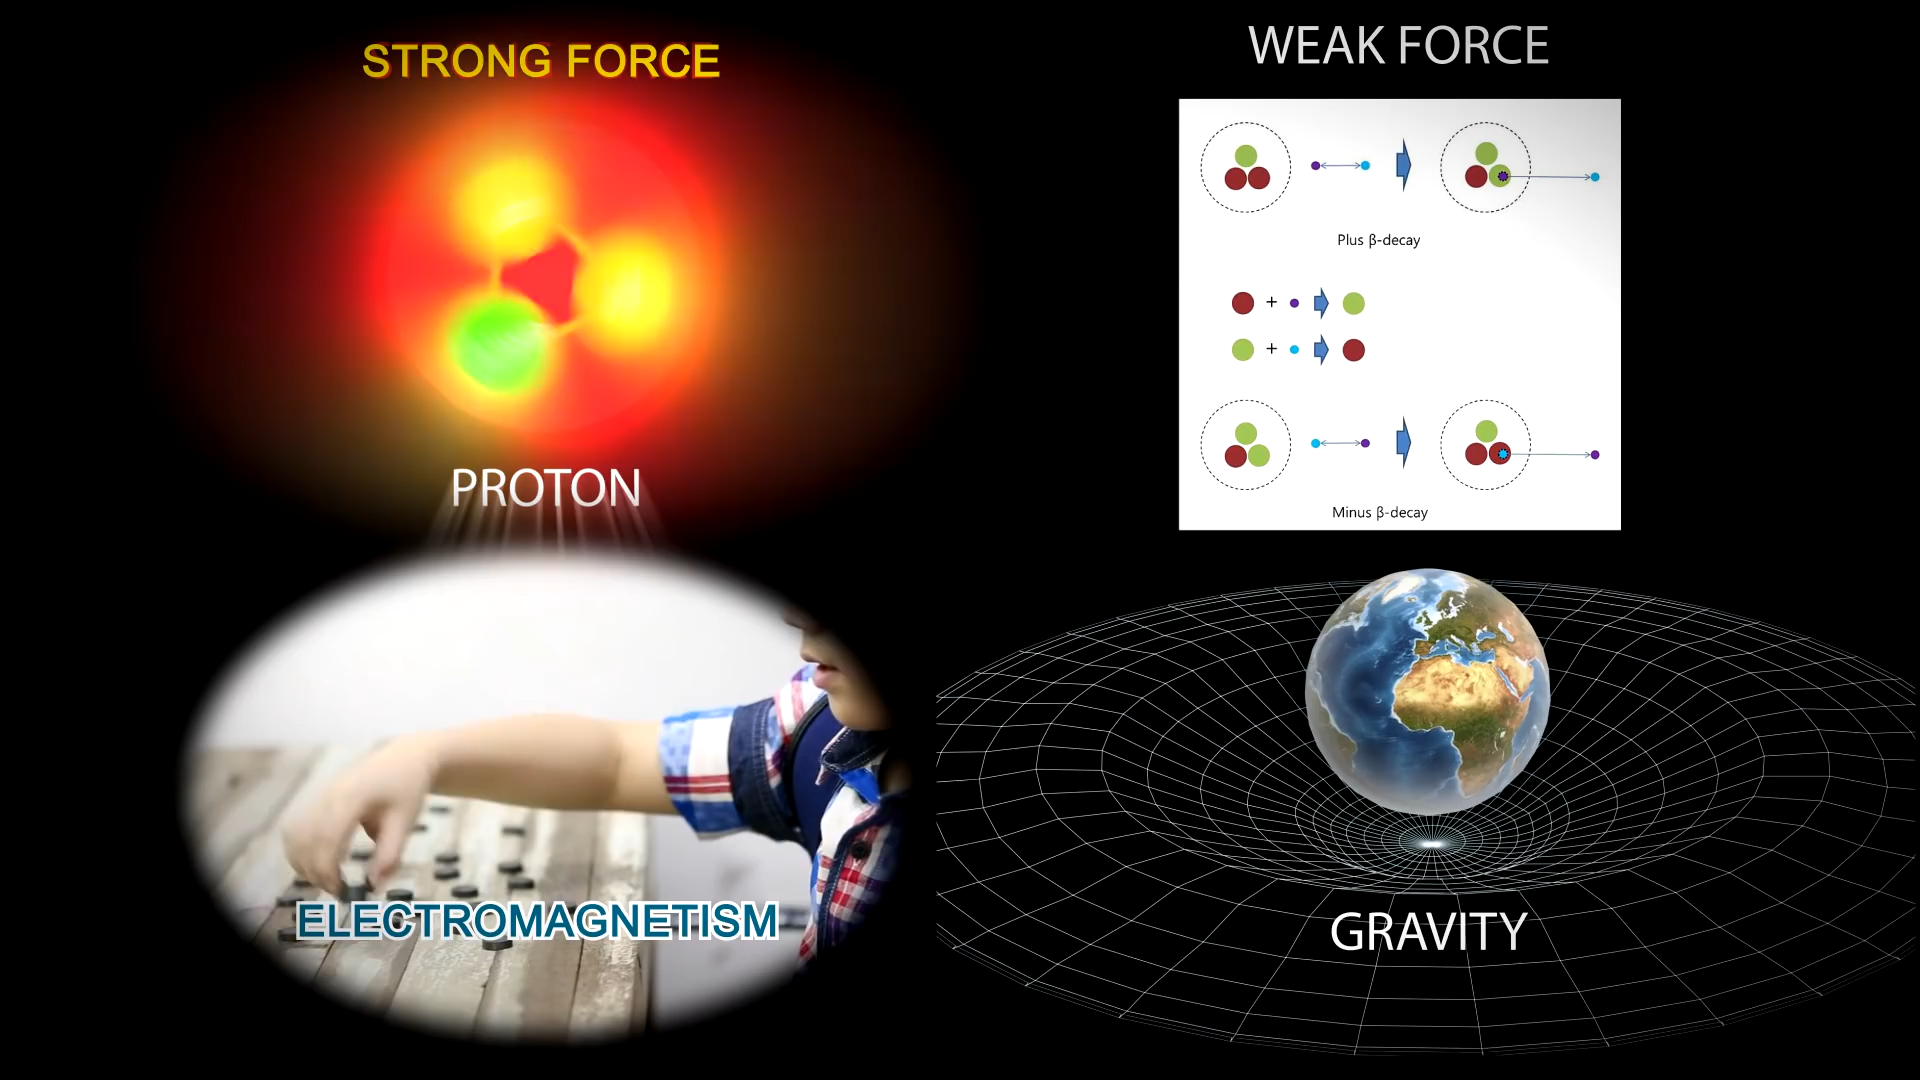 STRONG FORCE
WEAK FORCE
Plus β-decay
+
+
Minus β-decay
PROTON
ELECTROMAGNETISM
GRAVITY